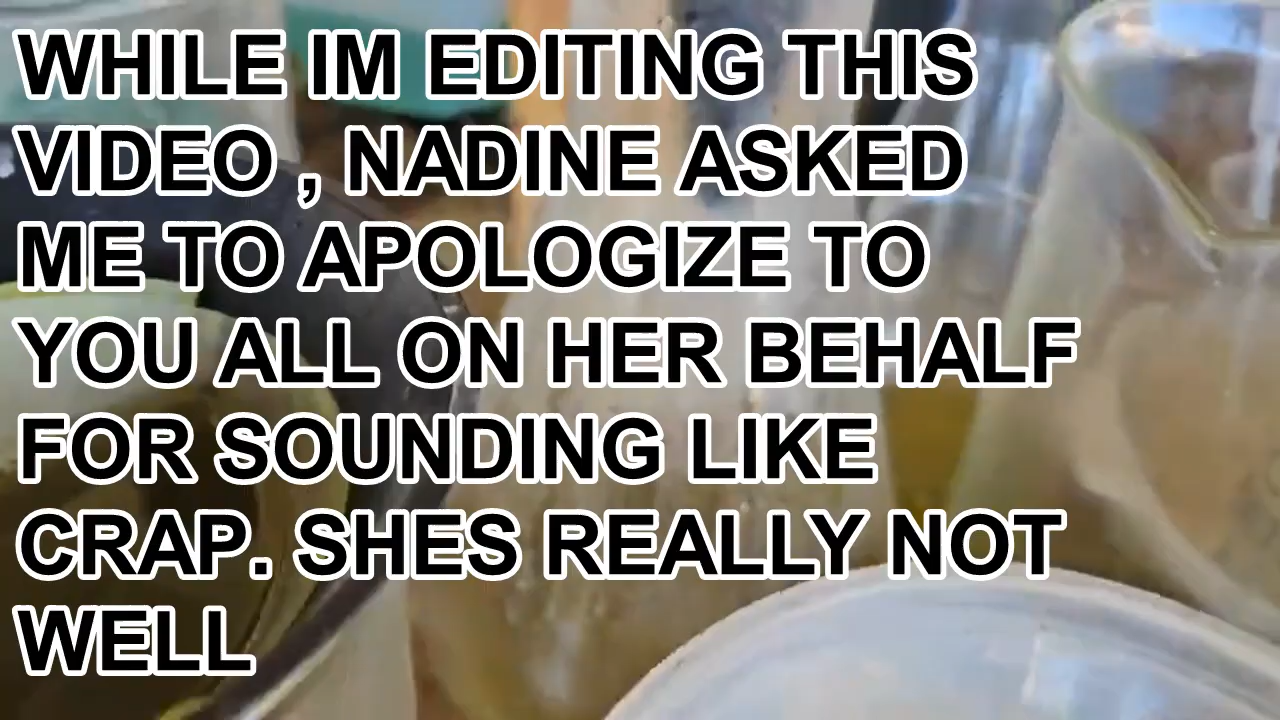 WHILE IM EDITING THIS
VIDEO , NADINE ASKED
ME TO APOLOGIZE TO
YOU ALL ON HER BEHALF
FOR SOUNDING LIKE
CRAP. SHES REALLY NOT
WELL